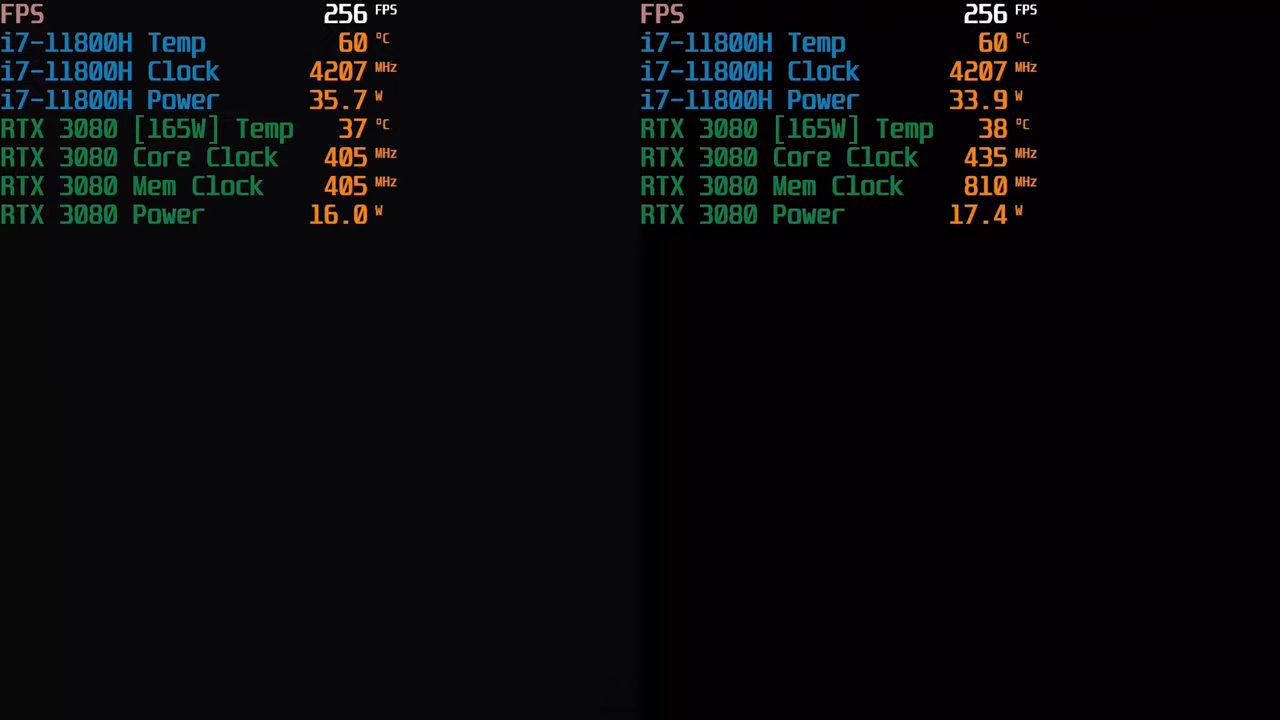 FPS 256 FPS
i7-11800H Temp 60 °C
i7-11800H Clock 4207 MHz
i7-11800H Power 35.7 W
RTX 3080 [165W] Temp 37 °C
RTX 3080 Core Clock 405 MHz
RTX 3080 Mem Clock 405 MHz
RTX 3080 Power 16.0 W
FPS 256 FPS
i7-11800H Temp 60 °C
i7-11800H Clock 4207 MHz
i7-11800H Power 33.9 W
RTX 3080 [165W] Temp 38 °C
RTX 3080 Core Clock 435 MHz
RTX 3080 Mem Clock 810 MHz
RTX 3080 Power 17.4 W